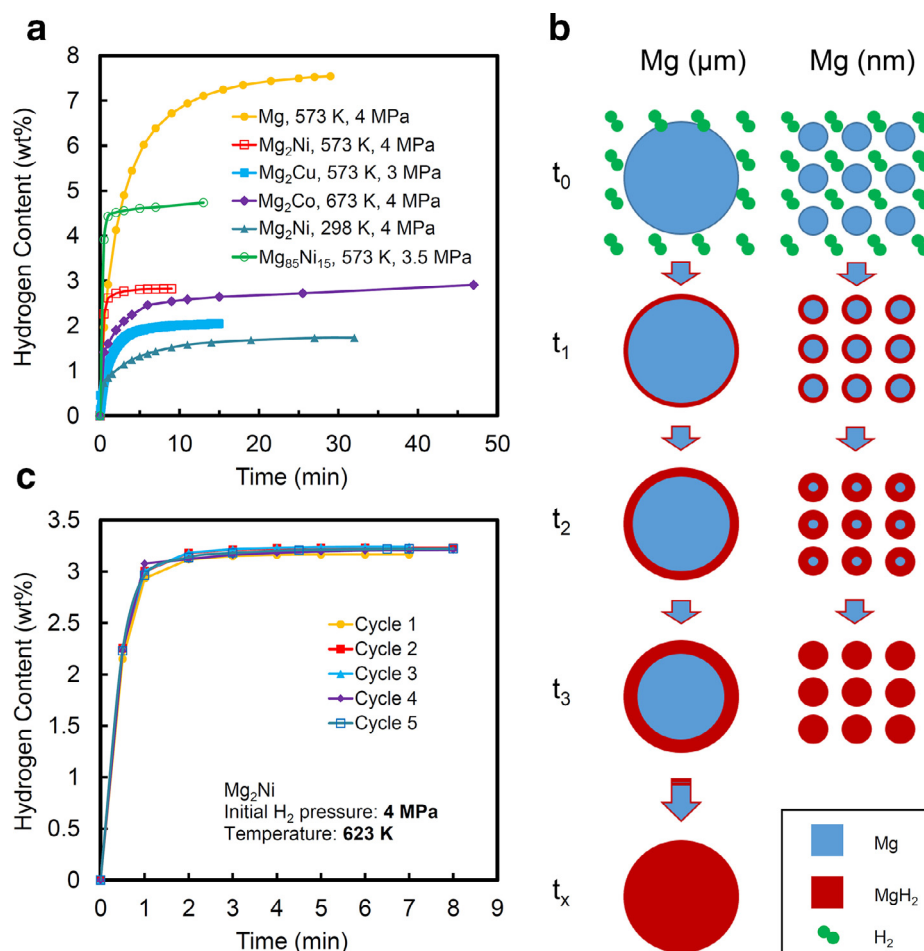 a
Hydrogen Content (wt%)
8
7
6
5
4
3
2
1
0
Mg, 573 K, 4 MPa
Mg₂Ni, 573 K, 4 MPa
Mg₂Cu, 573 K, 3 MPa
Mg₂Co, 673 K, 4 MPa
Mg₂Ni, 298 K, 4 MPa
Mg₈₅Ni₁₅, 573 K, 3.5 MPa
0 10 20 30 40 50
Time (min)
b
Mg (µm) Mg (nm)
t₀
t₁
t₂
t₃
tₓ
Mg
MgH₂
H₂
c
Hydrogen Content (wt%)
3.5
3
2.5
2
1.5
1
0.5
0
Cycle 1
Cycle 2
Cycle 3
Cycle 4
Cycle 5
Mg₂Ni
Initial H₂ pressure: 4 MPa
Temperature: 623 K
0 1 2 3 4 5 6 7 8 9
Time (min)